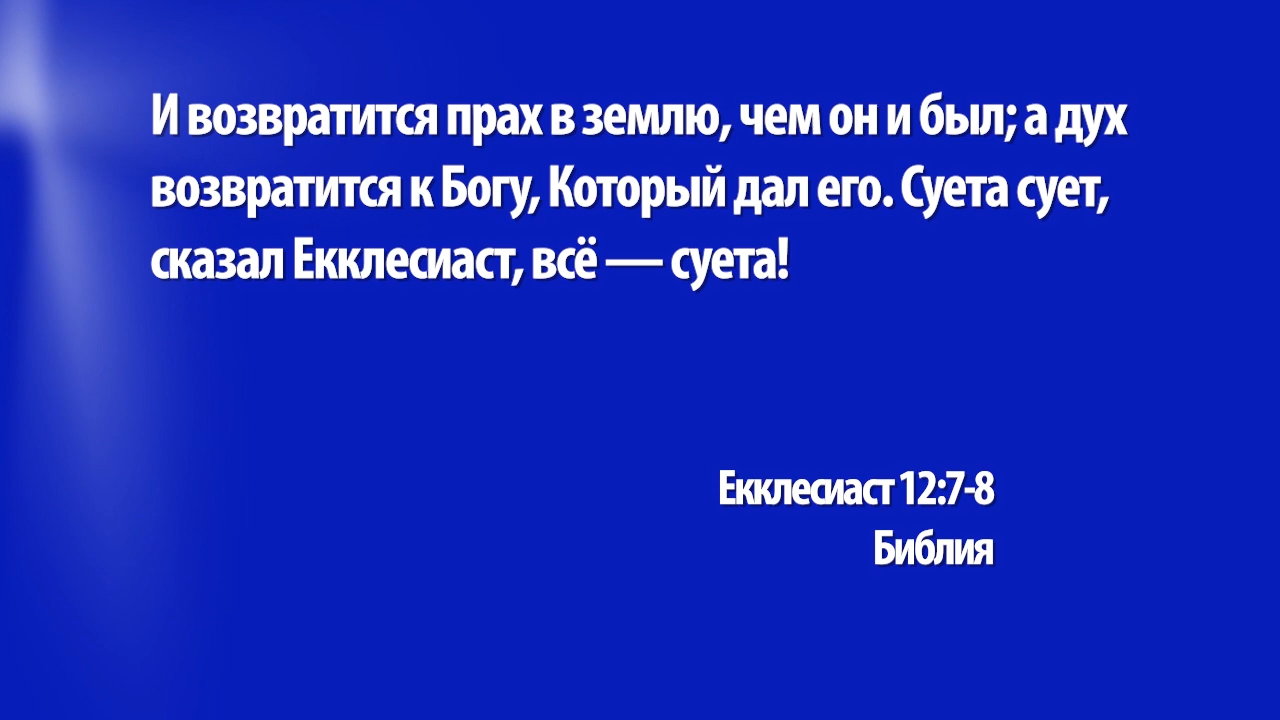 И возвратится прах в землю, чем он и был; а дух
возвратится к Богу, Который дал его. Суета сует,
сказал Екклесиаст, всё — суета!
Екклесиаст 12:7-8
Библия